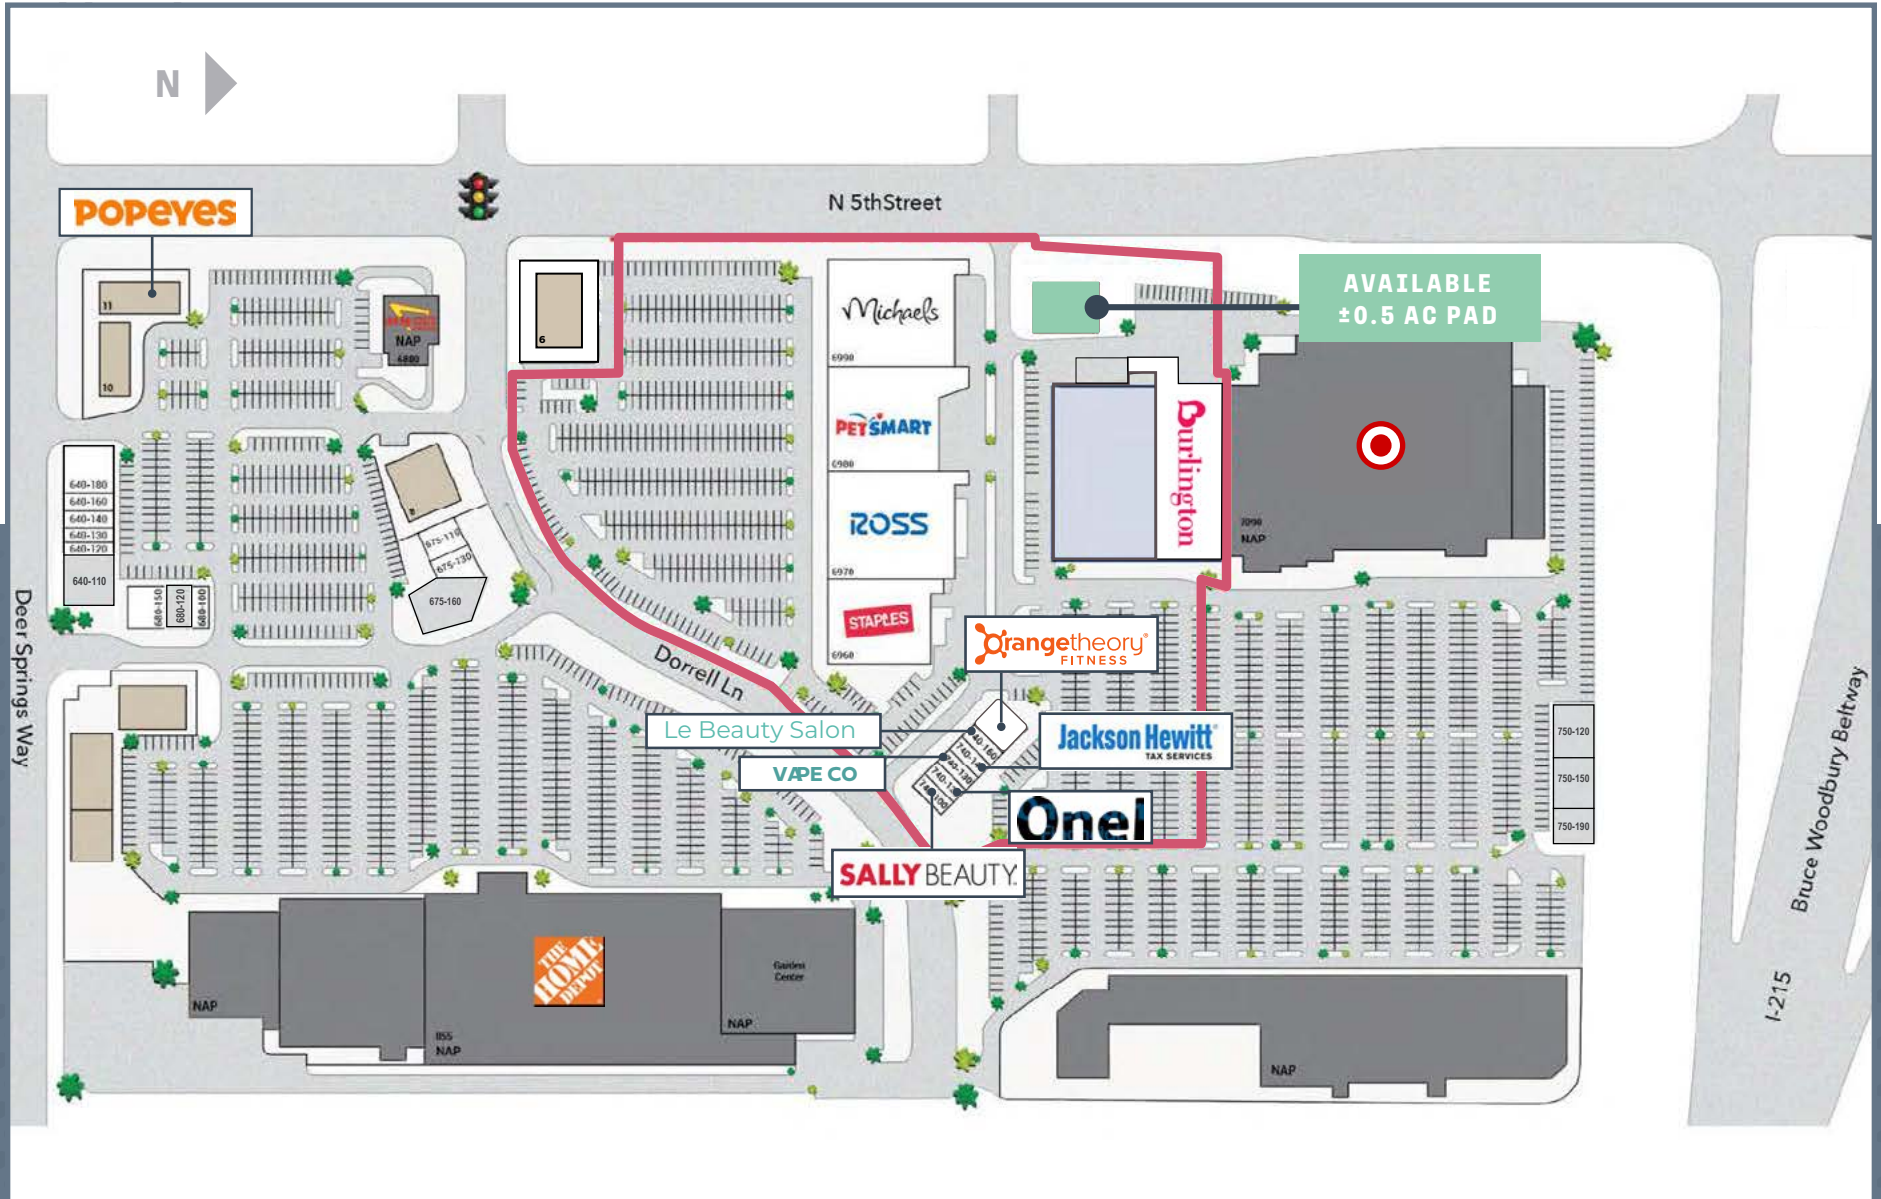 N
N 5thStreet
POPEYES
AVAILABLE
±0.5 AC PAD
11
10
NAP
4880
6
Michaels
6990
PETSMART
6980
ROSS
6970
STAPLES
6960
Burlington
7090
NAP
640-180
640-160
640-140
640-130
640-120
640-110
680-150
680-120
680-100
675-110
675-130
675-160
Deer Springs Way
Dorrell Ln
Orangetheory
FITNESS
Le Beauty Salon
VAPE CO
Jackson Hewitt
TAX SERVICES
740-130
OneI
SALLY BEAUTY
750-120
750-150
750-190
Bruce Woodbury Beltway
I-215
NAP
THE
HOME
DEPOT
855
NAP
Garden
Center
NAP
NAP